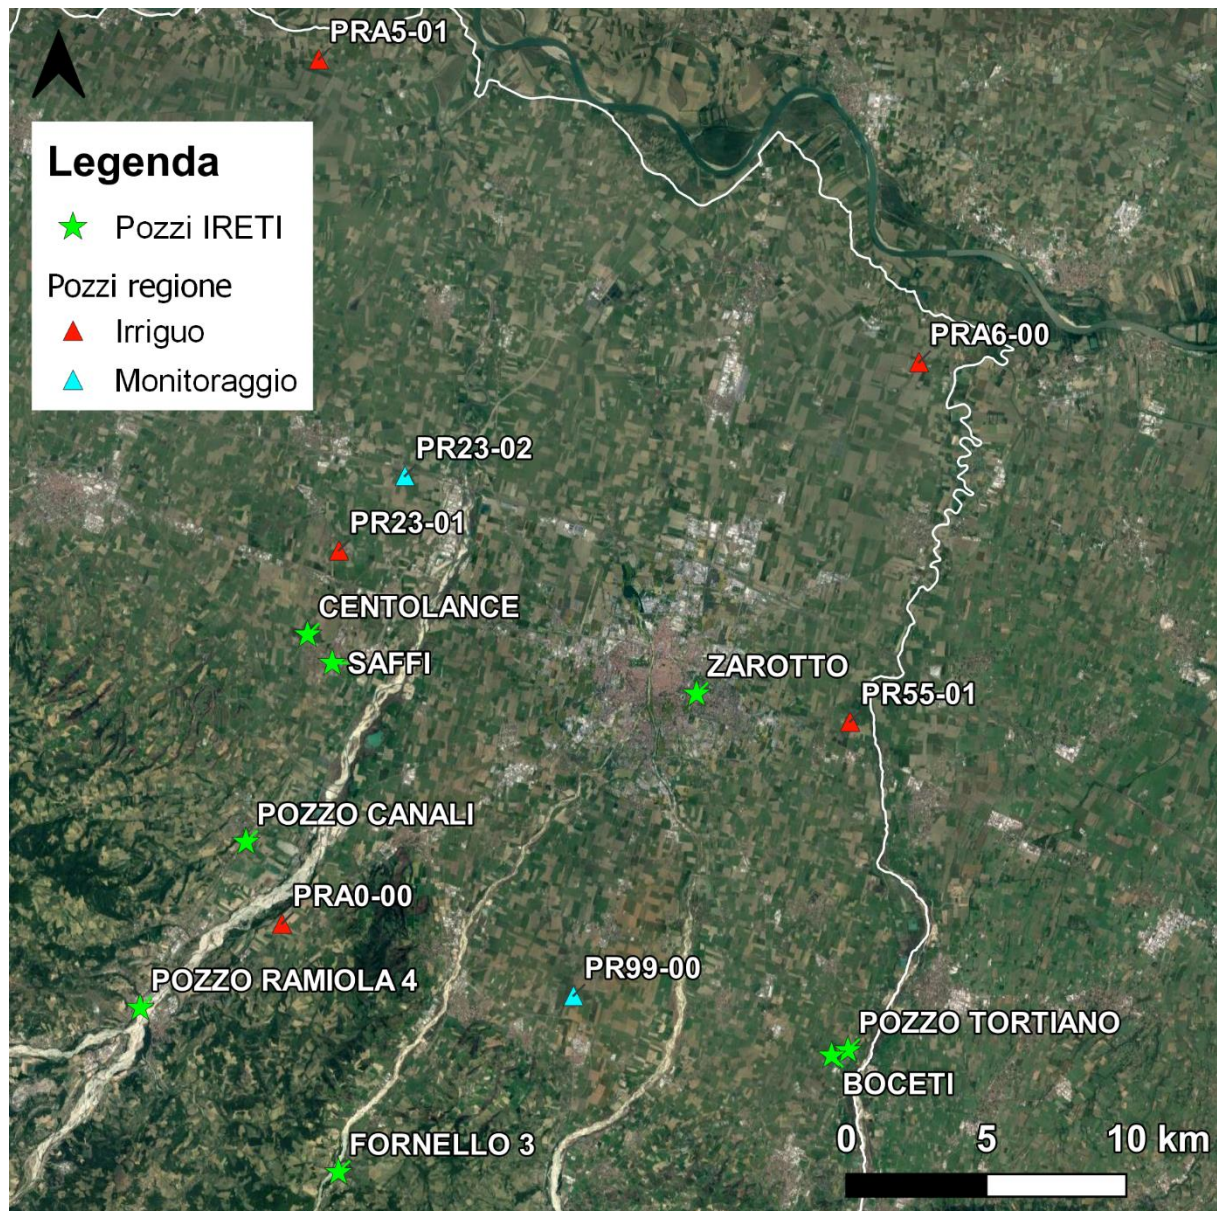 PRA5-01
Legenda
Pozzi IRETI
Pozzi regione
Irriguo
Monitoraggio
PRA6-00
PR23-02
PR23-01
CENTOLANCE
SAFFI
ZAROTTO
PR55-01
POZZO CANALI
PRA0-00
PR99-00
POZZO RAMIOLA 4
POZZO TORTIANO
BOCETI
FORNELLO 3
0 5 10 km